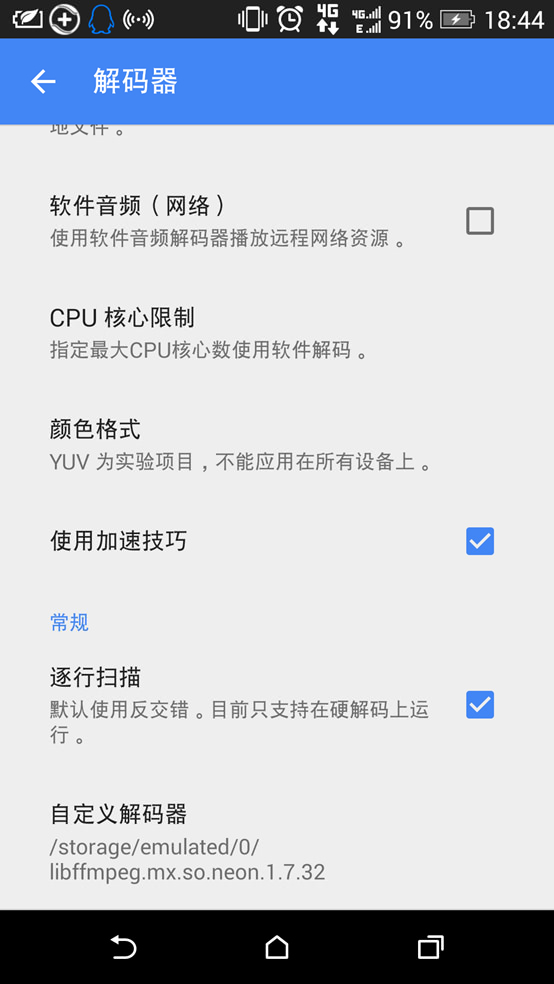 4G 4G E 91% 18:44
解码器
地文件 。
软件音频（网络）
使用软件音频解码器播放远程网络资源 。
CPU 核心限制
指定最大CPU核心数使用软件解码 。
颜色格式
YUV 为实验项目，不能应用在所有设备上 。
使用加速技巧
常规
逐行扫描
默认使用反交错 。目前只支持在硬解码上运
行 。
自定义解码器
/storage/emulated/0/
libffmpeg.mx.so.neon.1.7.32